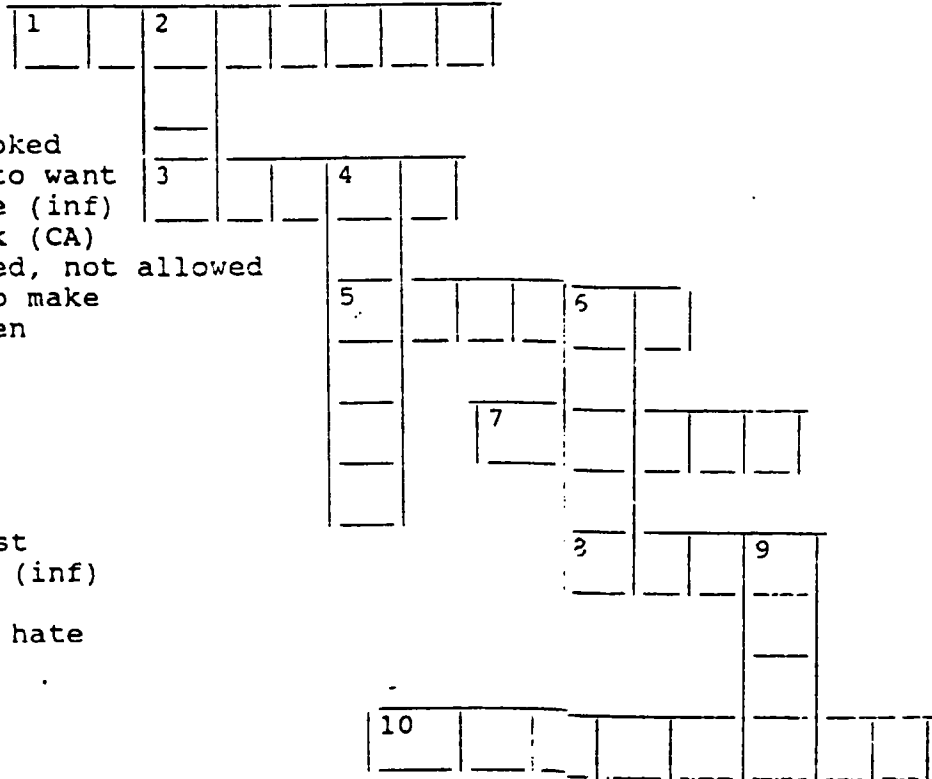 1 2
oked
to want 3 4
e (inf)
k (CA)
ed, not allowed
o make 5 6
en
7
st 8 9
(inf)
hate
10